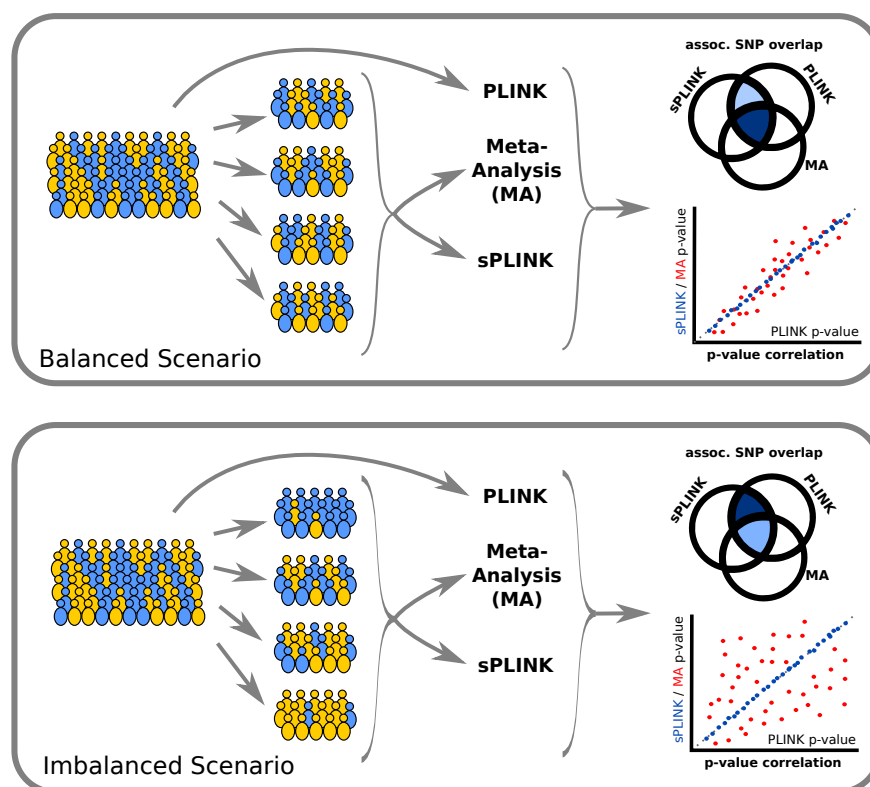 assoc. SNP overlap
sPLINK
PLINK
MA
PLINK
Meta-
Analysis
(MA)
sPLINK
sPLINK / MA p-value
PLINK p-value
p-value correlation
Balanced Scenario
assoc. SNP overlap
sPLINK
PLINK
MA
PLINK
Meta-
Analysis
(MA)
sPLINK
sPLINK / MA p-value
PLINK p-value
p-value correlation
Imbalanced Scenario